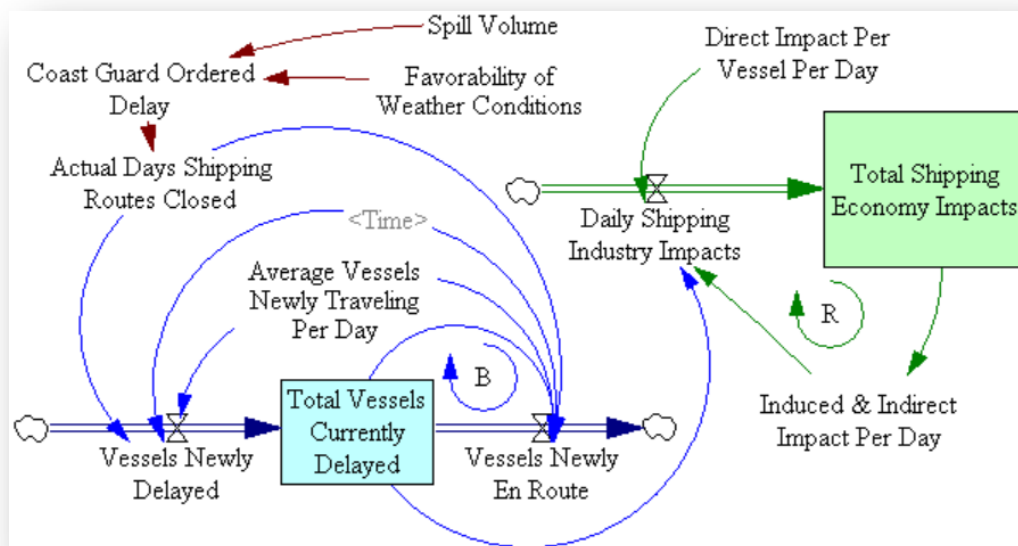 Spill Volume
Coast Guard Ordered
Delay
Favorability of
Weather Conditions
Direct Impact Per
Vessel Per Day
Actual Days Shipping
Routes Closed
<Time>
Average Vessels
Newly Traveling
Per Day
Daily Shipping
Industry Impacts
Total Shipping
Economy Impacts
R
B
Induced & Indirect
Impact Per Day
Total Vessels
Currently
Delayed
Vessels Newly
Delayed
Vessels Newly
En Route